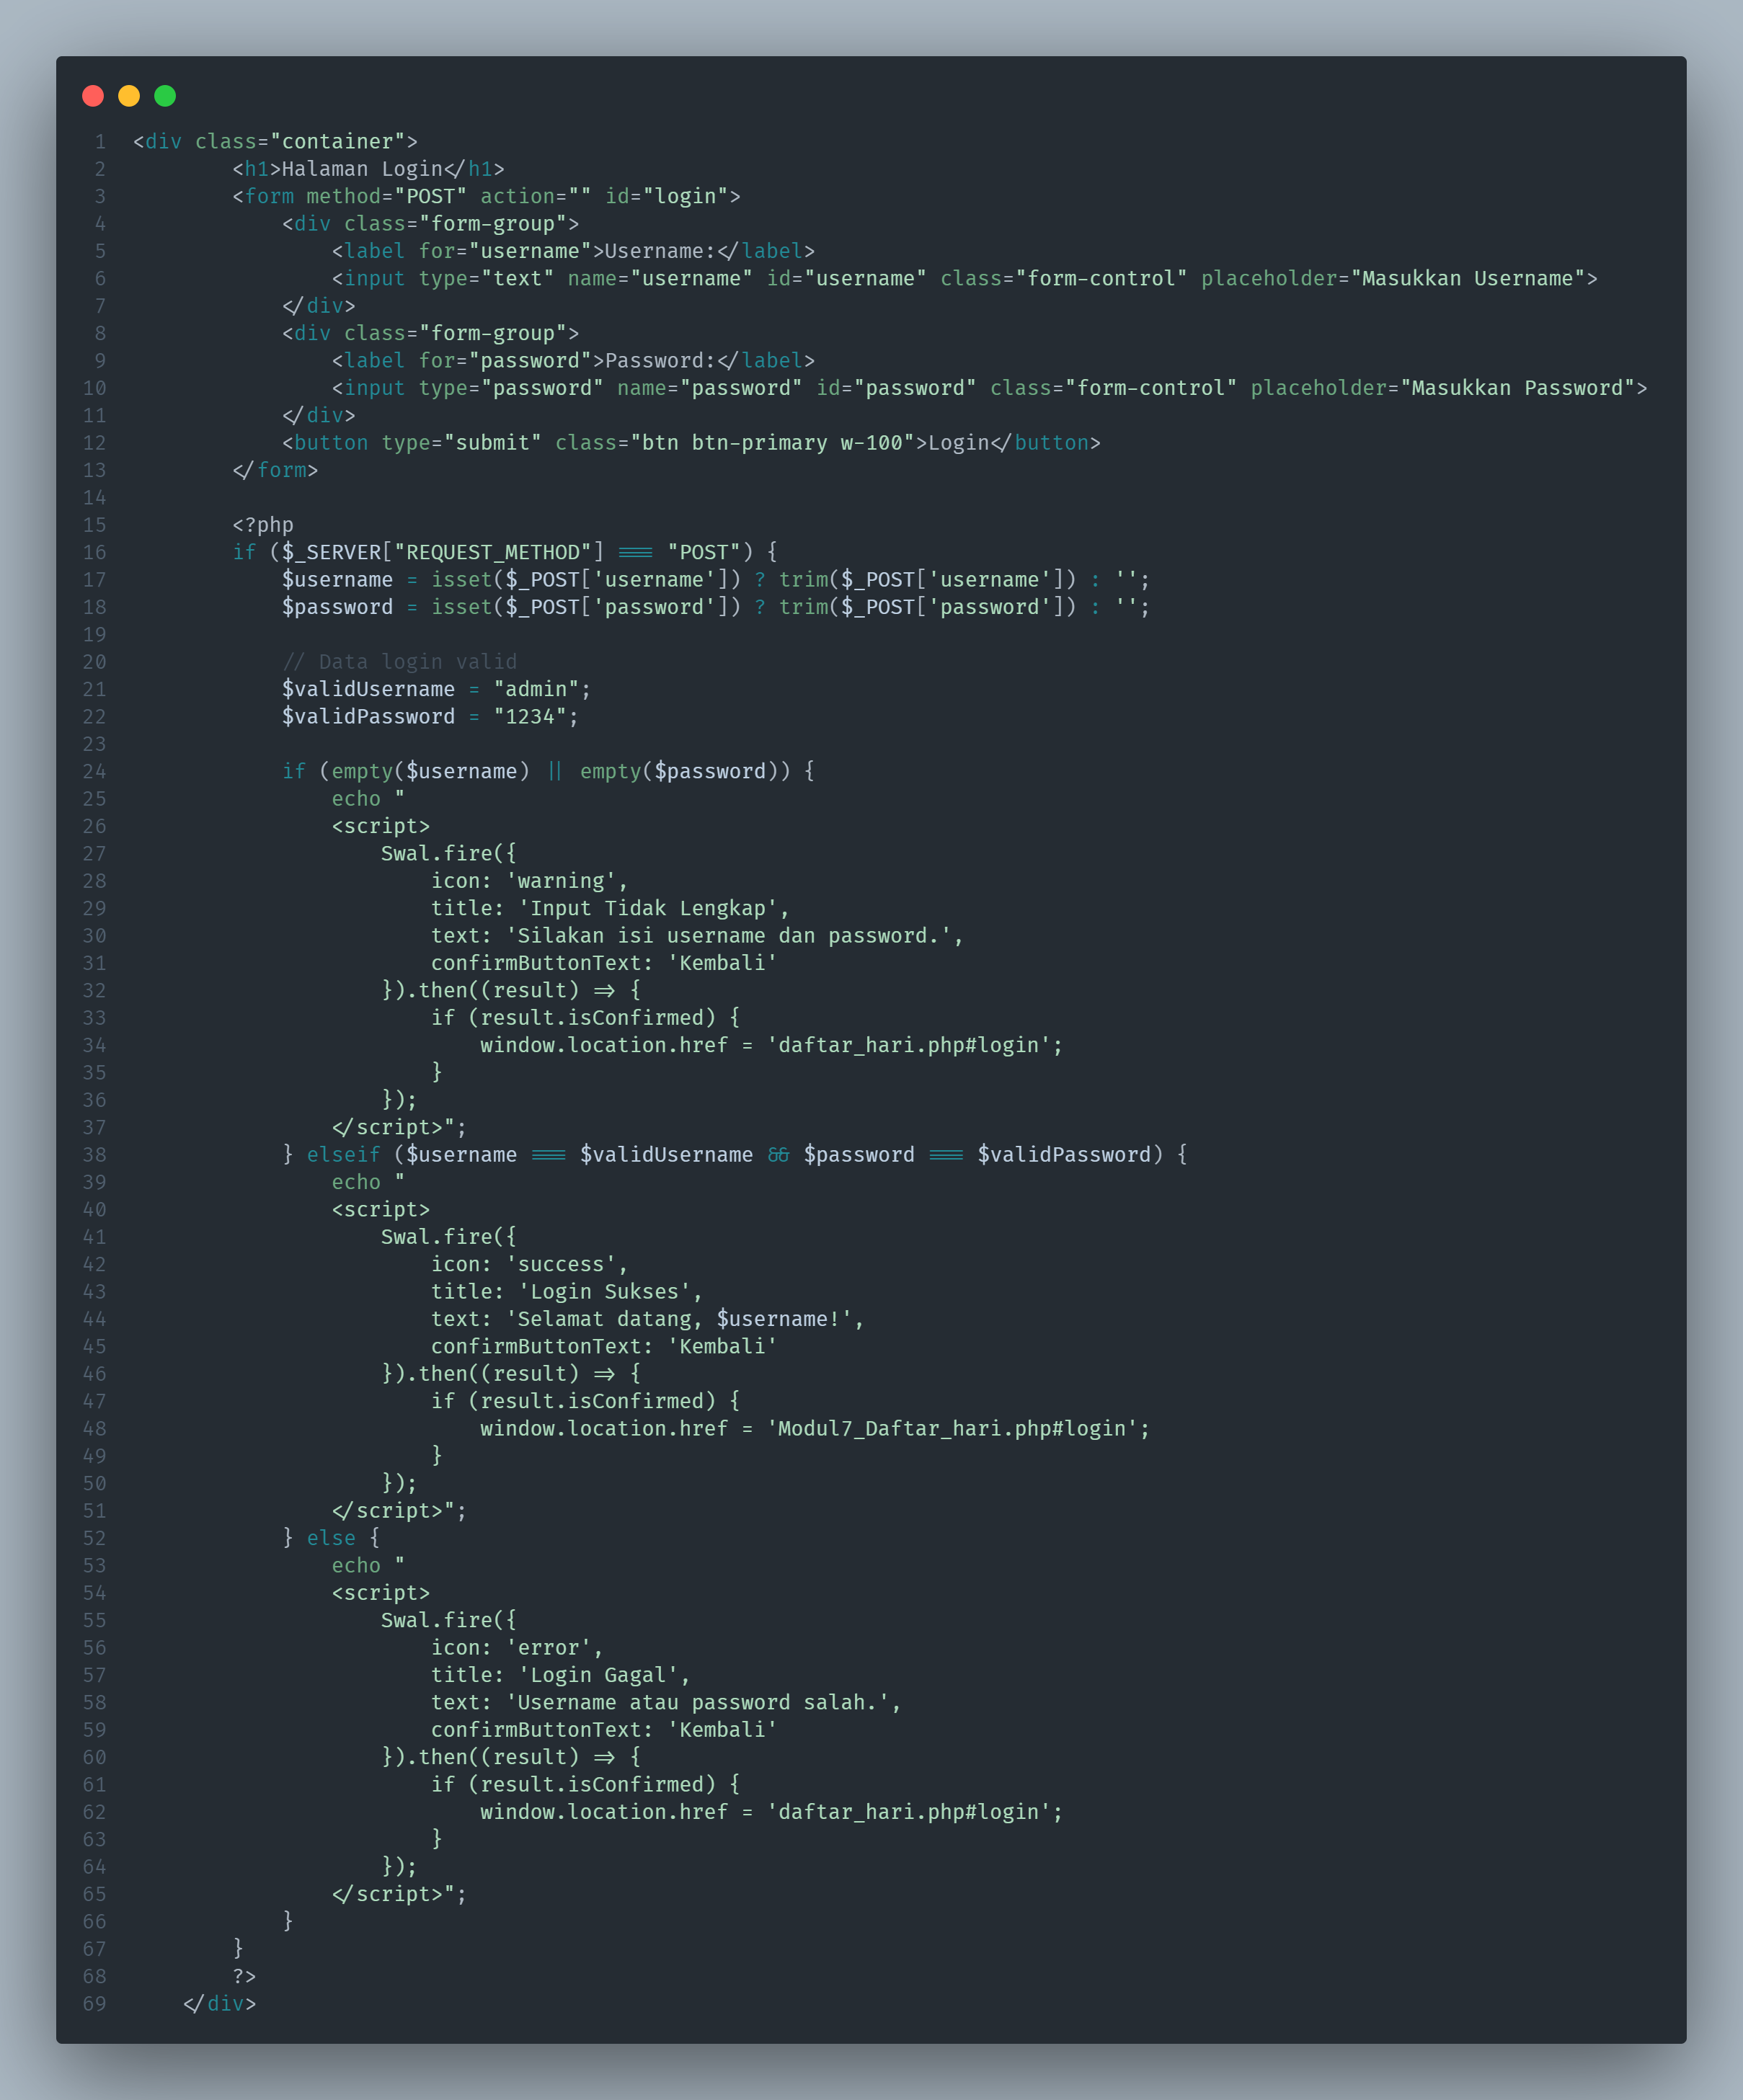 1 <div class="container">
2         <h1>Halaman Login</h1>
3         <form method="POST" action="" id="login">
4             <div class="form-group">
5                 <label for="username">Username:</label>
6                 <input type="text" name="username" id="username" class="form-control" placeholder="Masukkan Username">
7             </div>
8             <div class="form-group">
9                 <label for="password">Password:</label>
10                 <input type="password" name="password" id="password" class="form-control" placeholder="Masukkan Password">
11             </div>
12             <button type="submit" class="btn btn-primary w-100">Login</button>
13         </form>
14
15         <?php
16         if ($_SERVER["REQUEST_METHOD"] === "POST") {
17             $username = isset($_POST['username']) ? trim($_POST['username']) : '';
18             $password = isset($_POST['password']) ? trim($_POST['password']) : '';
19
20             // Data login valid
21             $validUsername = "admin";
22             $validPassword = "1234";
23
24             if (empty($username) || empty($password)) {
25                 echo "
26                 <script>
27                     Swal.fire({
28                         icon: 'warning',
29                         title: 'Input Tidak Lengkap',
30                         text: 'Silakan isi username dan password.',
31                         confirmButtonText: 'Kembali'
32                     }).then((result) => {
33                         if (result.isConfirmed) {
34                             window.location.href = 'daftar_hari.php#login';
35                         }
36                     });
37                 </script>";
38             } elseif ($username === $validUsername && $password === $validPassword) {
39                 echo "
40                 <script>
41                     Swal.fire({
42                         icon: 'success',
43                         title: 'Login Sukses',
44                         text: 'Selamat datang, $username!',
45                         confirmButtonText: 'Kembali'
46                     }).then((result) => {
47                         if (result.isConfirmed) {
48                             window.location.href = 'Modul7_Daftar_hari.php#login';
49                         }
50                     });
51                 </script>";
52             } else {
53                 echo "
54                 <script>
55                     Swal.fire({
56                         icon: 'error',
57                         title: 'Login Gagal',
58                         text: 'Username atau password salah.',
59                         confirmButtonText: 'Kembali'
60                     }).then((result) => {
61                         if (result.isConfirmed) {
62                             window.location.href = 'daftar_hari.php#login';
63                         }
64                     });
65                 </script>";
66             }
67         }
68         ?>
69     </div>